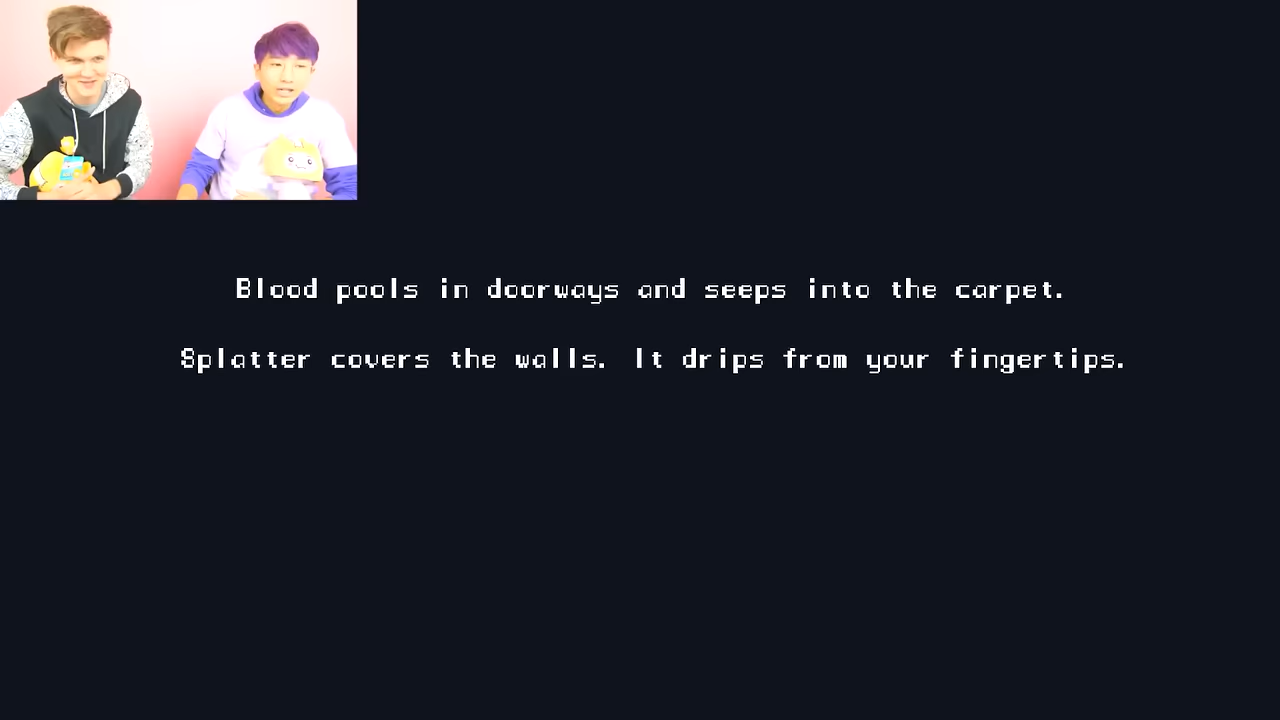 Blood pools in doorways and seeps into the carpet.
Splatter covers the walls. It drips from your fingertips.